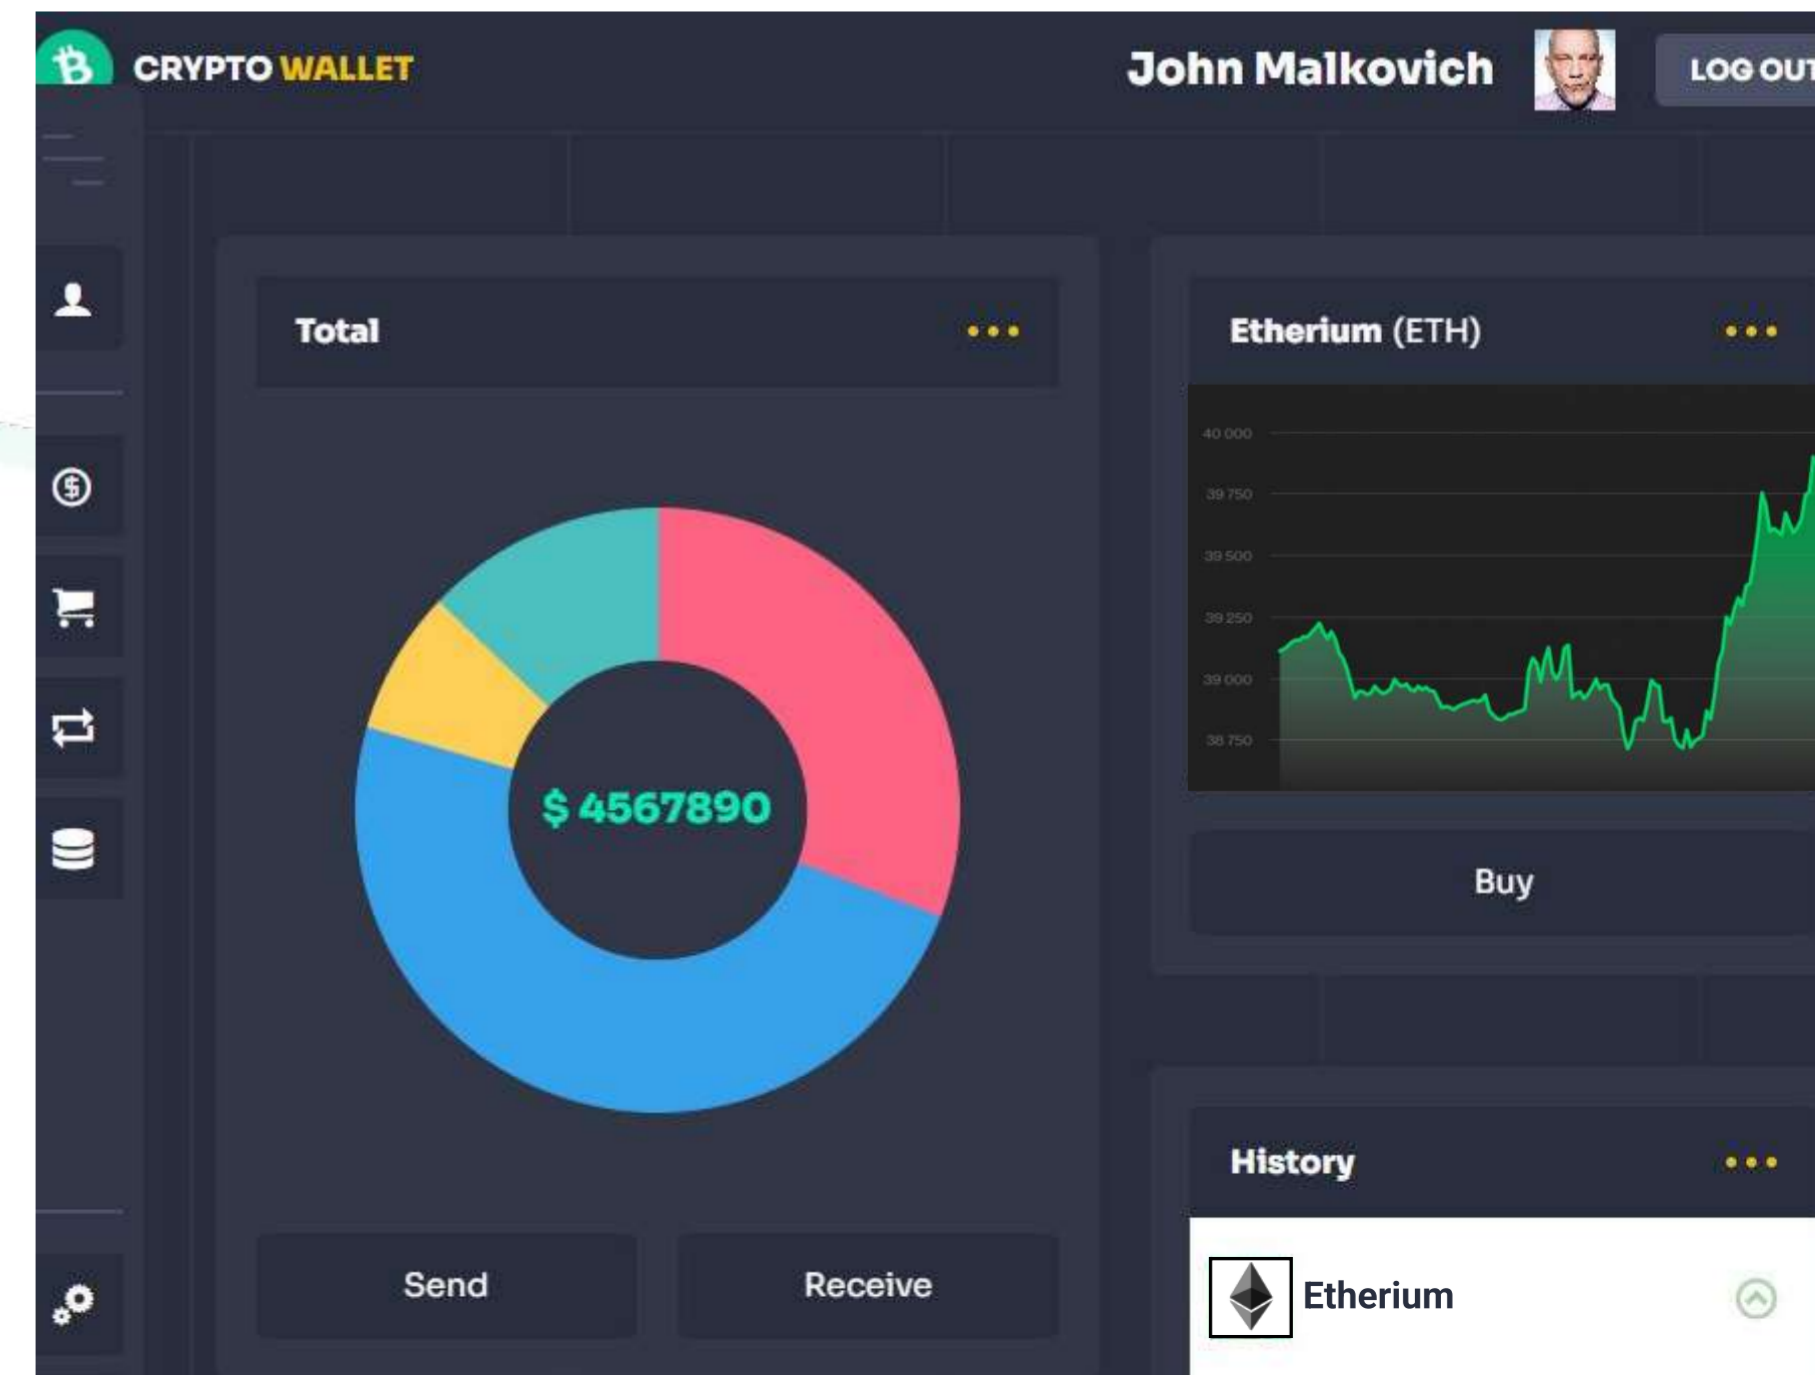 CRYPTO WALLET
John Malkovich
LOG OUT
Total
Etherium (ETH)
40 000
39 750
39 500
39 250
39 000
38 750
$ 4567890
Buy
History
Send
Receive
Etherium